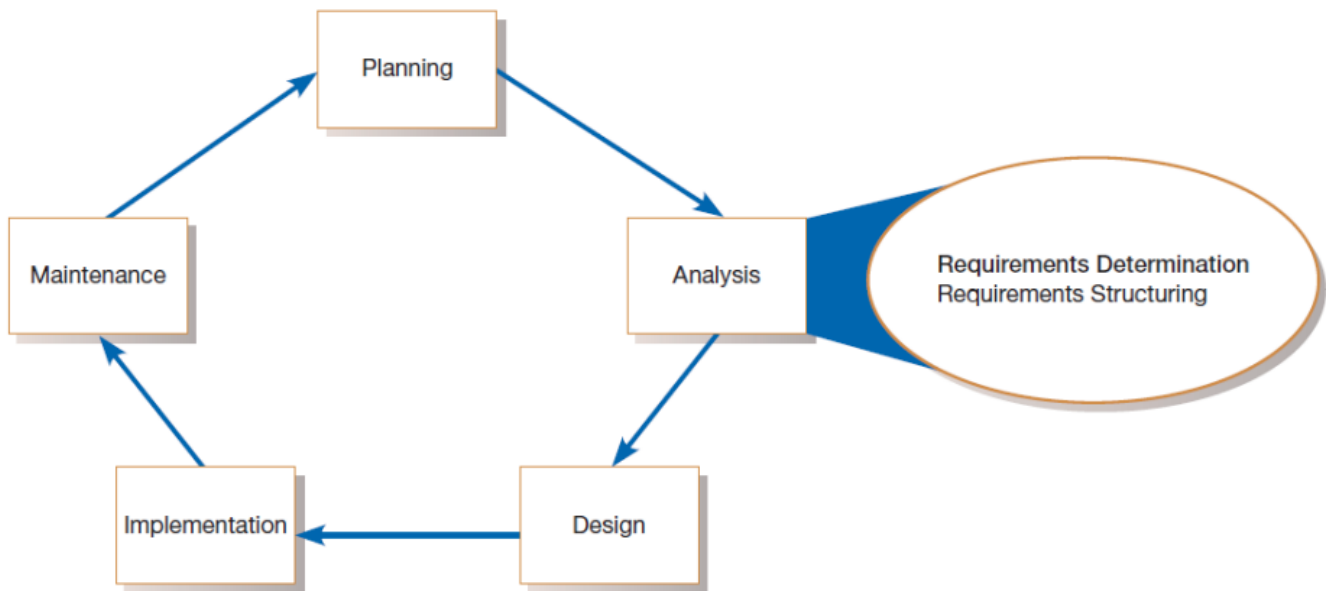 Planning
Maintenance
Analysis
Requirements Determination
Requirements Structuring
Implementation
Design